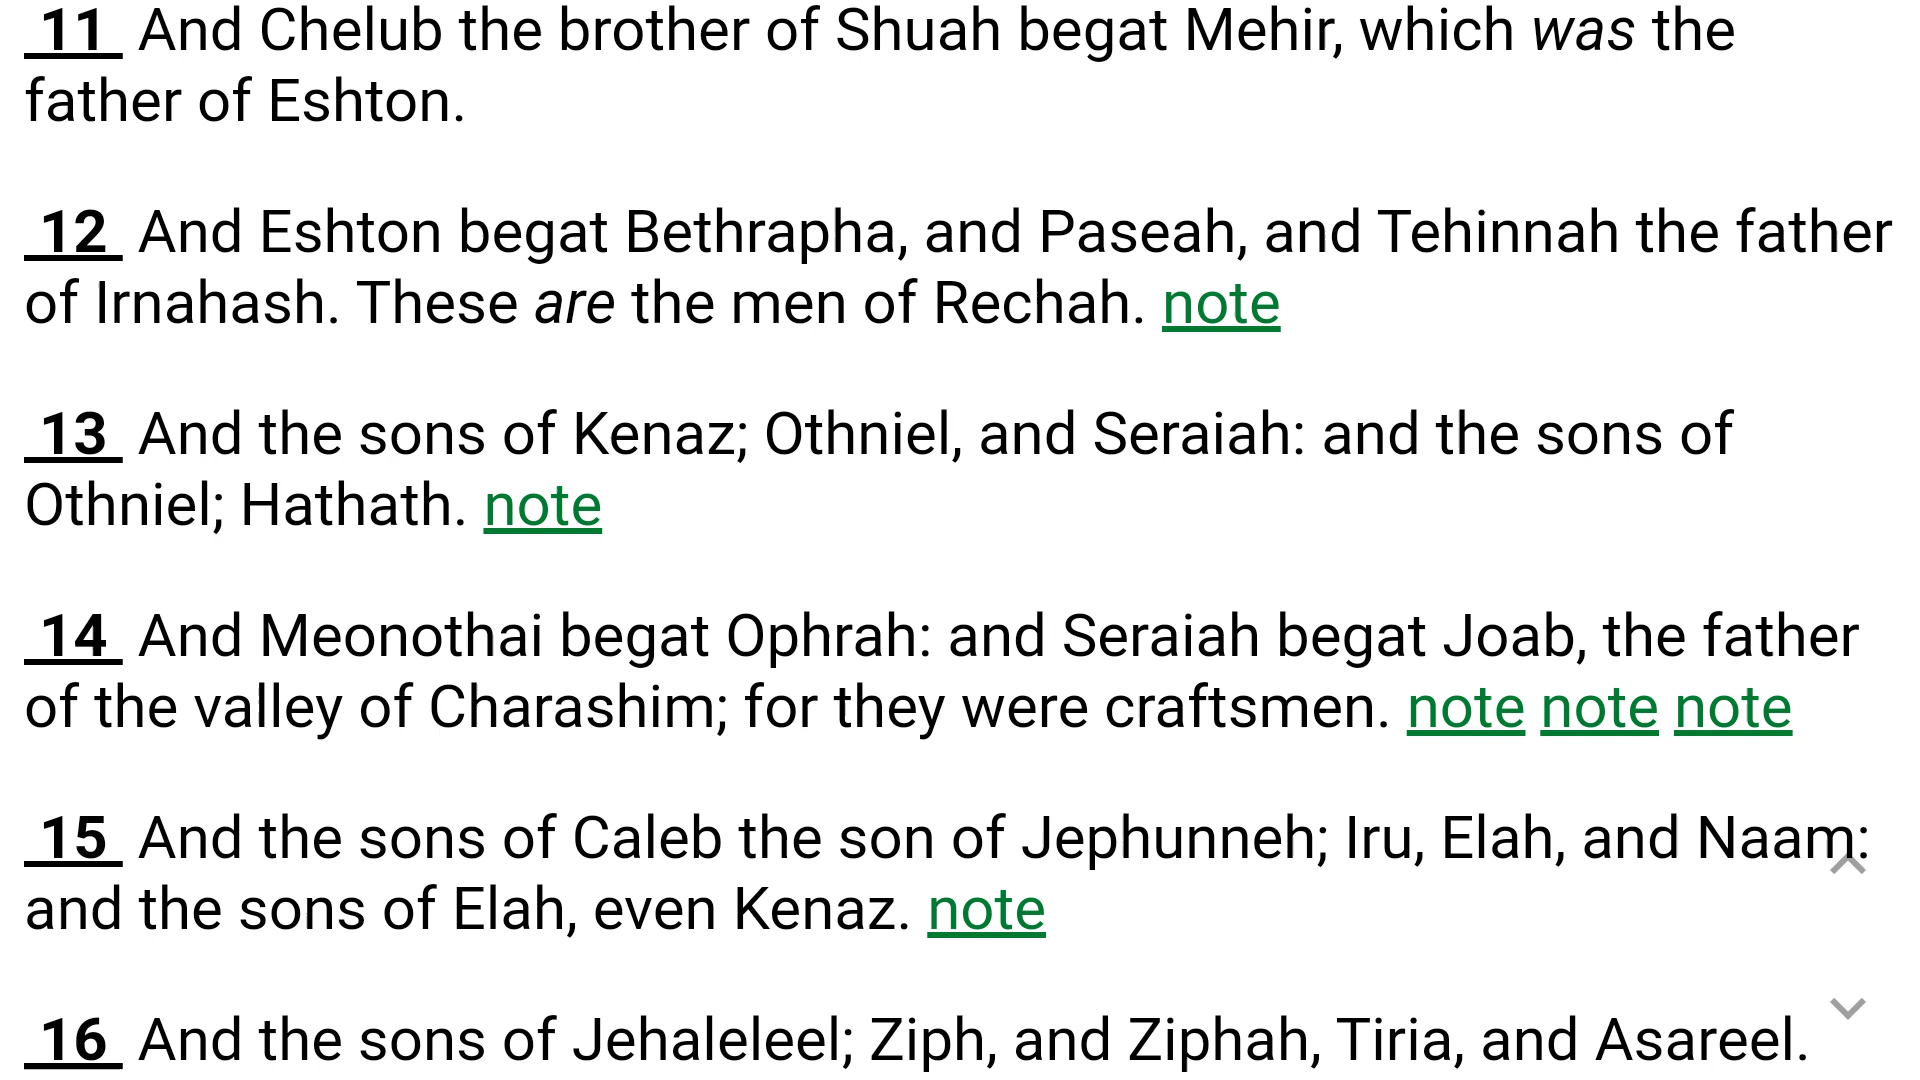 11 And Chelub the brother of Shuah begat Mehir, which was the
father of Eshton.
12 And Eshton begat Bethrapha, and Paseah, and Tehinnah the father
of Irnahash. These are the men of Rechah. note
13 And the sons of Kenaz; Othniel, and Seraiah: and the sons of
Othniel; Hathath. note
14 And Meonothai begat Ophrah: and Seraiah begat Joab, the father
of the valley of Charashim; for they were craftsmen. note note note
15 And the sons of Caleb the son of Jephunneh; Iru, Elah, and Naam:
and the sons of Elah, even Kenaz. note
16 And the sons of Jehaleleel; Ziph, and Ziphah, Tiria, and Asareel.